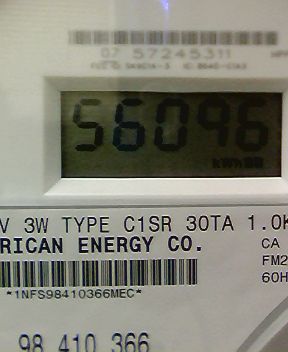 07 57245311
56096
kWh
V 3W TYPE C1SR 30TA 1.0K
RICAN ENERGY CO. CA
FM2
60H
*1NFS98410366MEC*
98 410 366